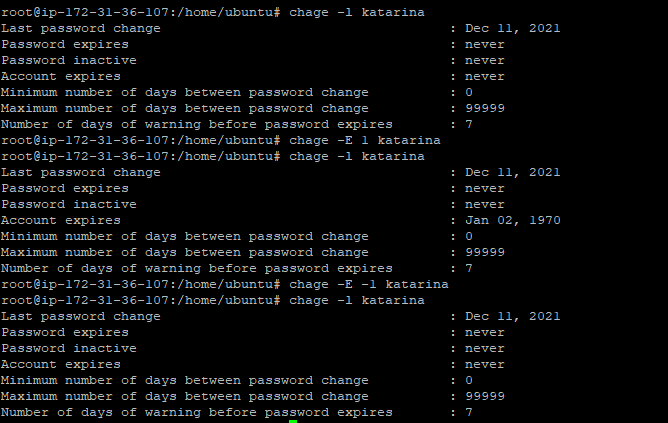 root@ip-172-31-36-107:/home/ubuntu# chage -l katarina
Last password change : Dec 11, 2021
Password expires : never
Password inactive : never
Account expires : never
Minimum number of days between password change : 0
Maximum number of days between password change : 99999
Number of days of warning before password expires : 7
root@ip-172-31-36-107:/home/ubuntu# chage -E 1 katarina
root@ip-172-31-36-107:/home/ubuntu# chage -l katarina
Last password change : Dec 11, 2021
Password expires : never
Password inactive : never
Account expires : Jan 02, 1970
Minimum number of days between password change : 0
Maximum number of days between password change : 99999
Number of days of warning before password expires : 7
root@ip-172-31-36-107:/home/ubuntu# chage -E -1 katarina
root@ip-172-31-36-107:/home/ubuntu# chage -l katarina
Last password change : Dec 11, 2021
Password expires : never
Password inactive : never
Account expires : never
Minimum number of days between password change : 0
Maximum number of days between password change : 99999
Number of days of warning before password expires : 7